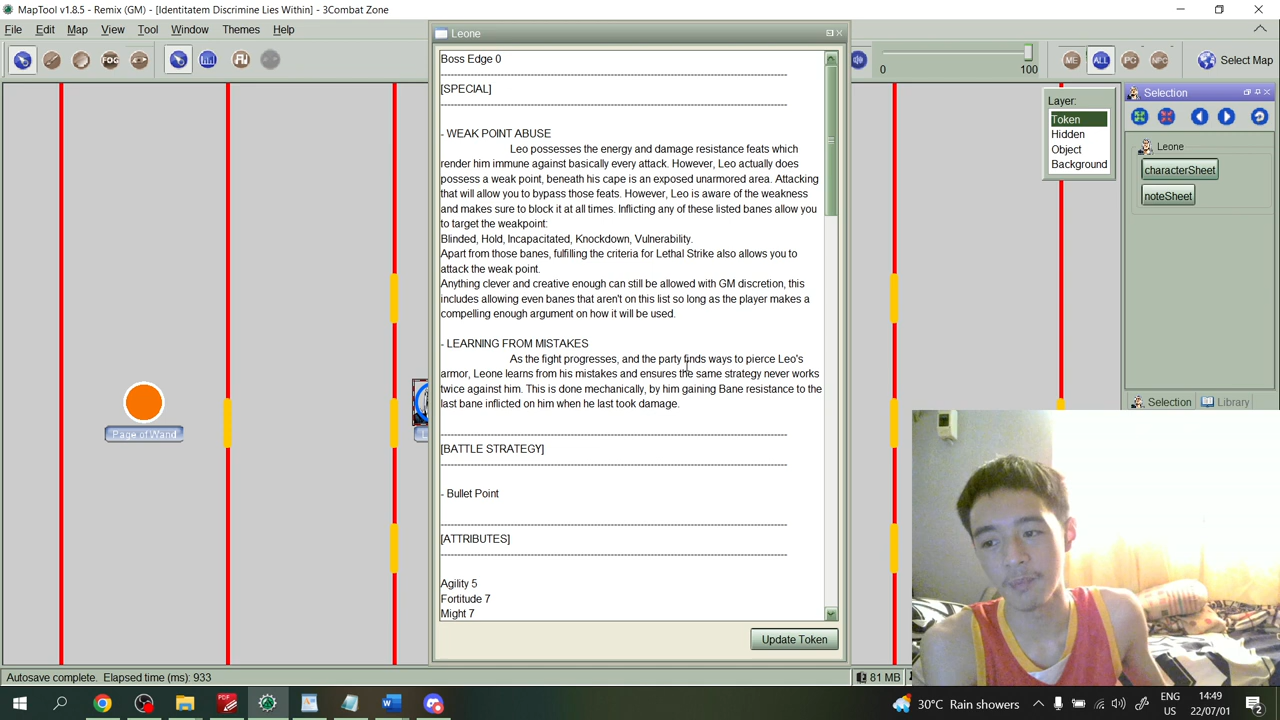 MapTool v1.8.5 - Remix (GM) - [Identitatem Discrimine Lies Within] - 3Combat Zone
File Edit Map View Tool Window Themes Help
FOG
0 100
ME ALL PC NPC Select Map
Leone
Boss Edge 0
--------------------------------------------------------------------------------------
[SPECIAL]
--------------------------------------------------------------------------------------
- WEAK POINT ABUSE
Leo possesses the energy and damage resistance feats which
render him immune against basically every attack. However, Leo actually does
possess a weak point, beneath his cape is an exposed unarmored area. Attacking
that will allow you to bypass those feats. However, Leo is aware of the weakness
and makes sure to block it at all times. Inflicting any of these listed banes allow you
to target the weakpoint:
Blinded, Hold, Incapacitated, Knockdown, Vulnerability.
Apart from those banes, fulfilling the criteria for Lethal Strike also allows you to
attack the weak point.
Anything clever and creative enough can still be allowed with GM discretion, this
includes allowing even banes that aren't on this list so long as the player makes a
compelling enough argument on how it will be used.
- LEARNING FROM MISTAKES
As the fight progresses, and the party finds ways to pierce Leo's
armor, Leone learns from his mistakes and ensures the same strategy never works
twice against him. This is done mechanically, by him gaining Bane resistance to the
last bane inflicted on him when he last took damage.
--------------------------------------------------------------------------------------
[BATTLE STRATEGY]
--------------------------------------------------------------------------------------
- Bullet Point
--------------------------------------------------------------------------------------
[ATTRIBUTES]
--------------------------------------------------------------------------------------
Agility 5
Fortitude 7
Might 7
Update Token
Layer:
Token
Hidden
Object
Background
Selection
Leone
characterSheet
noteSheet
Selection Library
Page of Wand
L
Autosave complete. Elapsed time (ms): 933
81 MB
PDF
30°C Rain showers
ENG
US
14:49
22/07/01